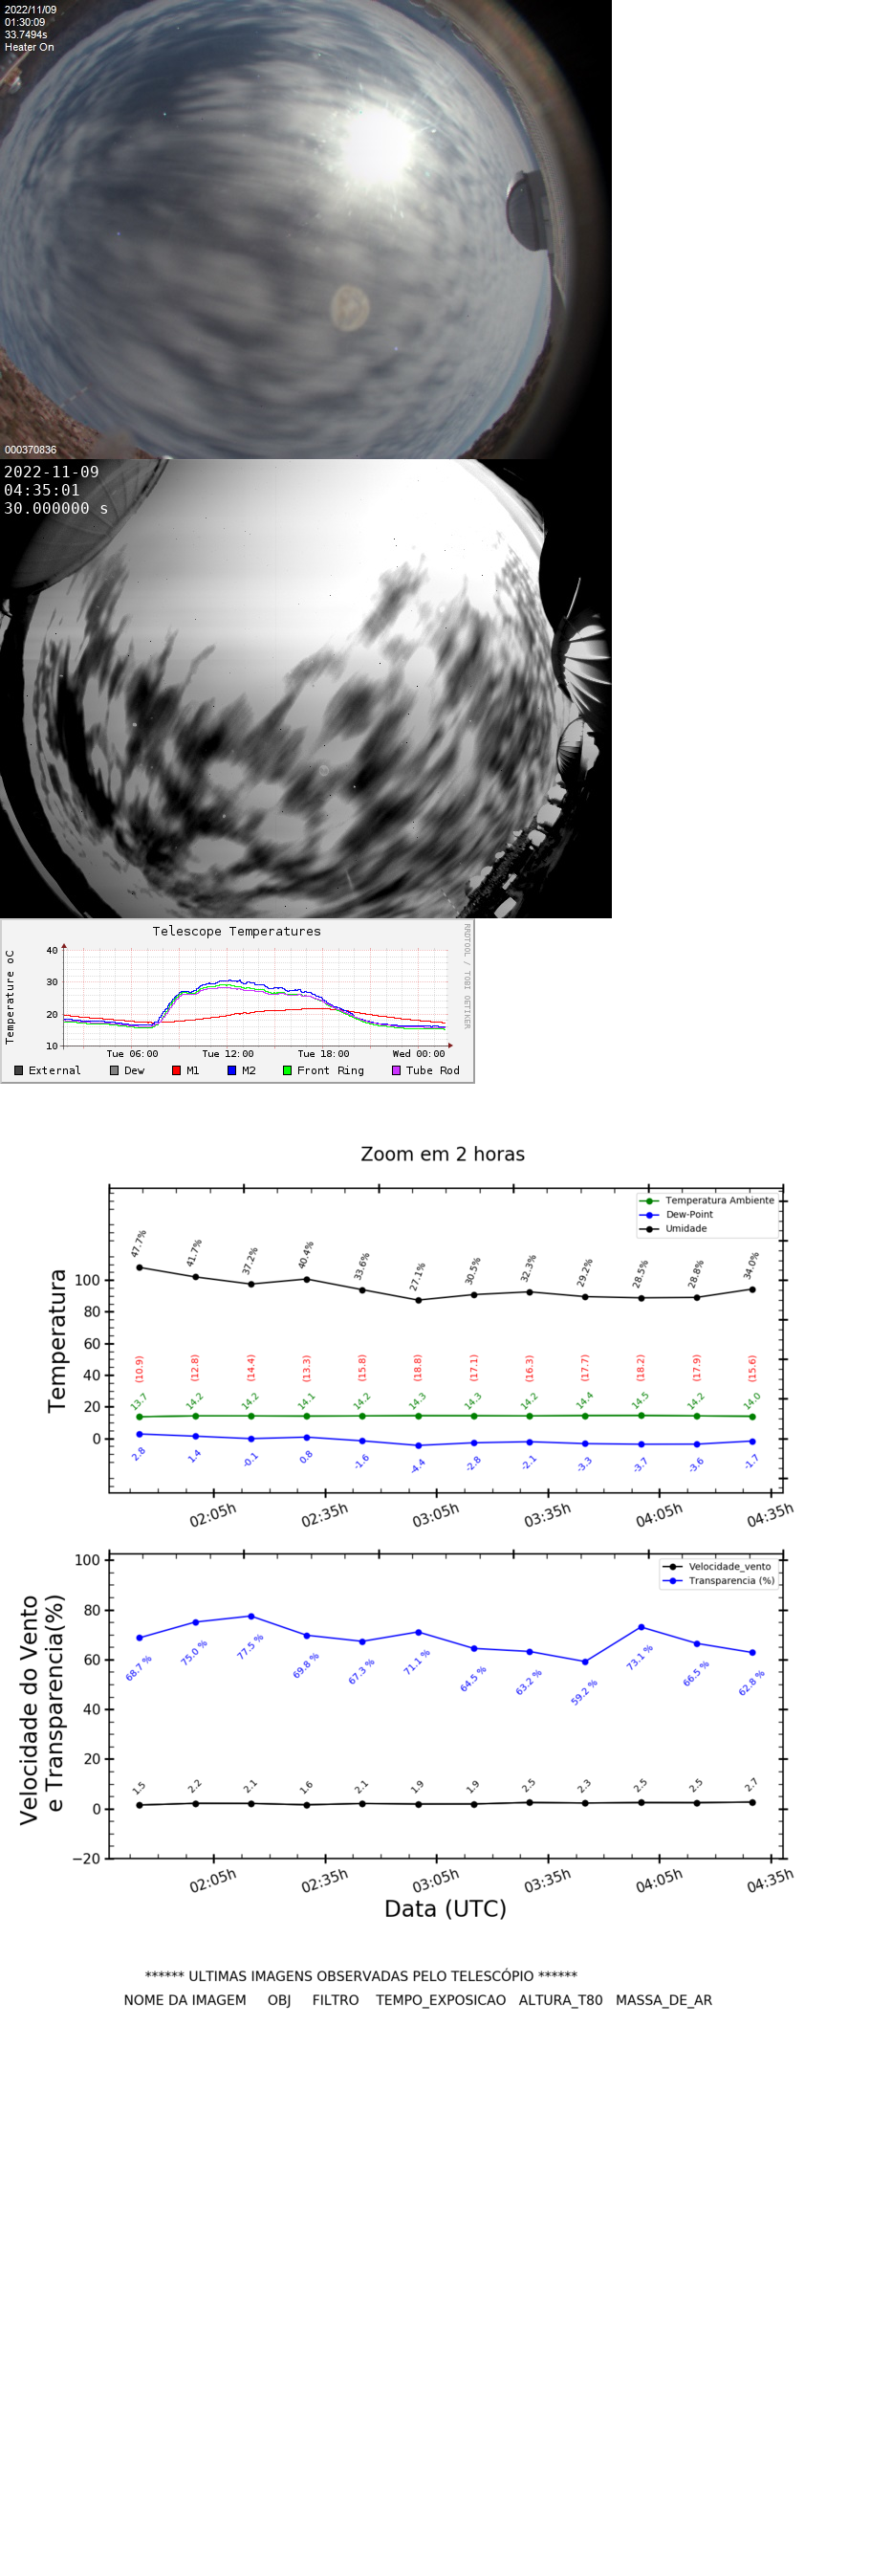 2022/11/09
01:30:09
33.7494s
Heater On
000370836
2022-11-09
04:35:01
30.000000 s
Telescope Temperatures
RRDTOOL / TOBI OETIKER
Temperature oC
40
30
20
10
Tue 06:00 Tue 12:00 Tue 18:00 Wed 00:00
External Dew M1 M2 Front Ring Tube Rod
Zoom em 2 horas
Temperatura Ambiente
Dew-Point
Umidade
Temperatura
100
80
60
40
20
0
47.7% 41.7% 37.2% 40.4% 33.6% 27.1% 30.5% 32.3% 29.2% 28.5% 28.8% 34.0%
(10.9) (12.8) (14.4) (13.3) (15.8) (18.8) (17.1) (16.3) (17.7) (18.2) (17.9) (15.6)
13.7 14.2 14.2 14.1 14.2 14.3 14.3 14.2 14.4 14.5 14.2 14.0
2.8 1.4 -0.1 0.8 -1.6 -4.4 -2.8 -2.1 -3.3 -3.7 -3.6 -1.7
02:05h 02:35h 03:05h 03:35h 04:05h 04:35h
Velocidade_vento
Transparencia (%)
Velocidade do Vento
e Transparencia(%)
100
80
60
40
20
0
−20
68.7 % 75.0 % 77.5 % 69.8 % 67.3 % 71.1 % 64.5 % 63.2 % 59.2 % 73.1 % 66.5 % 62.8 %
1.5 2.2 2.1 1.6 2.1 1.9 1.9 2.5 2.3 2.5 2.5 2.7
02:05h 02:35h 03:05h 03:35h 04:05h 04:35h
Data (UTC)
****** ULTIMAS IMAGENS OBSERVADAS PELO TELESCÓPIO ******
NOME DA IMAGEM OBJ FILTRO TEMPO_EXPOSICAO ALTURA_T80 MASSA_DE_AR